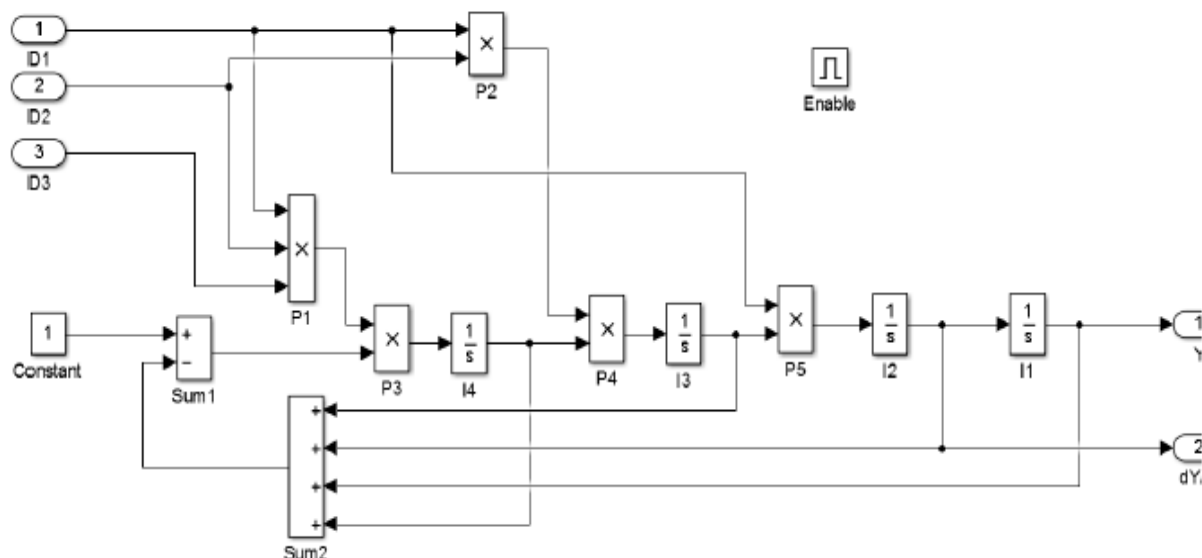 1
ID1
2
ID2
3
ID3
×
P2
Enable
×
P1
1
Constant
+
−
Sum1
×
P3
1
s
I4
×
P4
1
s
I3
×
P5
1
s
I2
1
s
I1
1
Y
2
dY/
+
+
+
+
Sum2